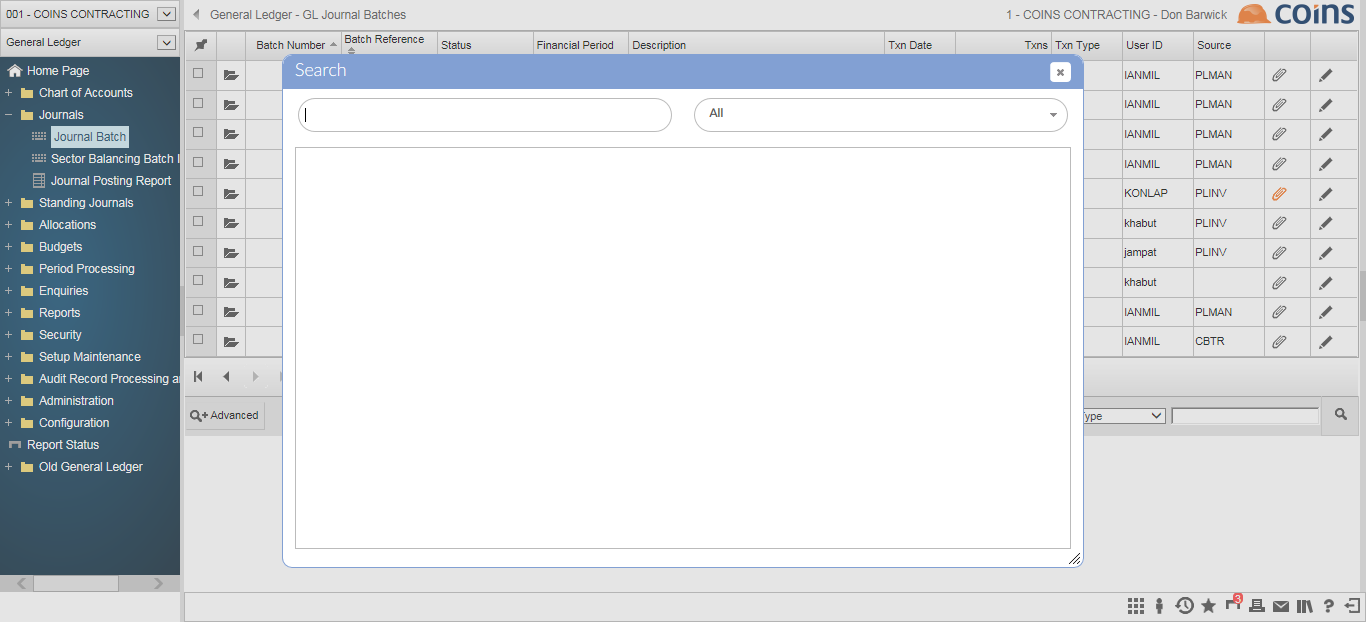 001 - COINS CONTRACTING
General Ledger - GL Journal Batches
1 - COINS CONTRACTING - Don Barwick
coins
General Ledger
Batch Number
Batch Reference
Status
Financial Period
Description
Txn Date
Txns
Txn Type
User ID
Source
Search
Home Page
Chart of Accounts
Journals
Journal Batch
Sector Balancing Batch
Journal Posting Report
Standing Journals
Allocations
Budgets
Period Processing
Enquiries
Reports
Security
Setup Maintenance
Audit Record Processing
Administration
Configuration
Report Status
Old General Ledger
All
IANMIL PLMAN
IANMIL PLMAN
IANMIL PLMAN
IANMIL PLMAN
KONLAP PLINV
khabut PLINV
jampat PLINV
khabut
IANMIL PLMAN
IANMIL CBTR
Advanced
ype
3